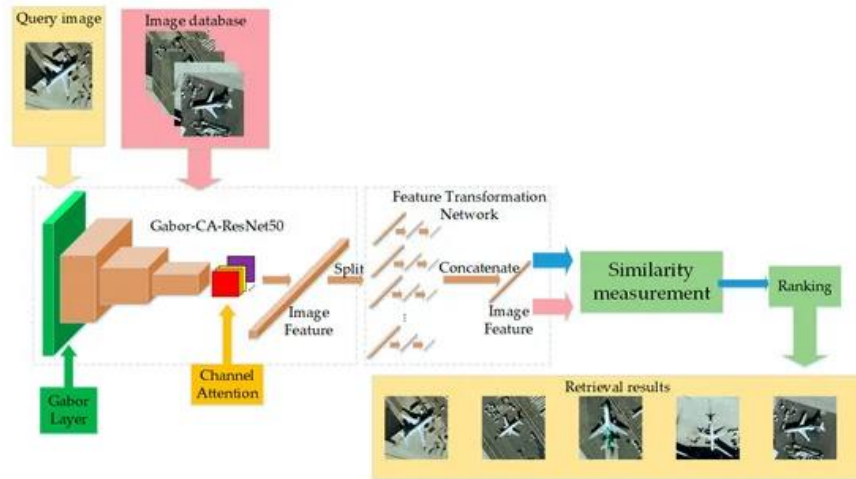 Query image
Image database
Gabor-CA-ResNet50
Feature Transformation
Network
Split
Concatenate
Image
Feature
Image
Feature
Similarity
measurement
Ranking
Gabor
Layer
Channel
Attention
Retrieval results